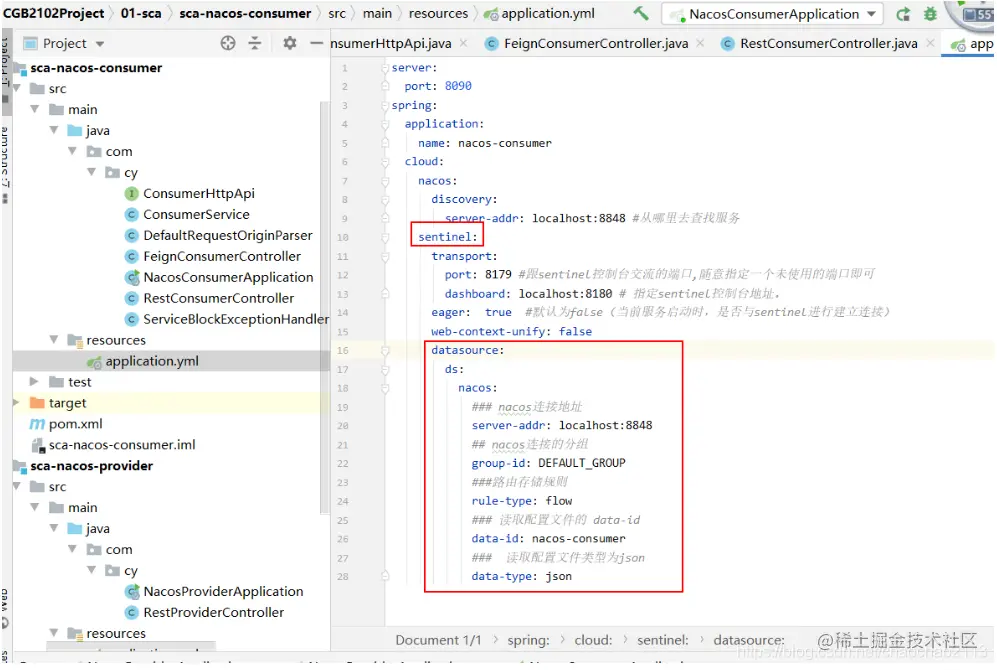 CGB2102Project 01-sca sca-nacos-consumer src main resources application.yml NacosConsumerApplication
Project
nsumerHttpApi.java FeignConsumerController.java RestConsumerController.java app
sca-nacos-consumer
src
main
java
com
cy
ConsumerHttpApi
ConsumerService
DefaultRequestOriginParser
FeignConsumerController
NacosConsumerApplication
RestConsumerController
ServiceBlockExceptionHandler
resources
application.yml
test
target
pom.xml
sca-nacos-consumer.iml
sca-nacos-provider
src
main
java
com
cy
NacosProviderApplication
RestProviderController
resources
1 server:
2 port: 8090
3 spring:
4 application:
5 name: nacos-consumer
6 cloud:
7 nacos:
8 discovery:
9 server-addr: localhost:8848 #从哪里去查找服务
10 sentinel:
11 transport:
12 port: 8179 #跟sentinel控制台交流的端口,随意指定一个未使用的端口即可
13 dashboard: localhost:8180 # 指定sentinel控制台地址。
14 eager: true #默认为false（当前服务启动时，是否与sentinel进行建立连接）
15 web-context-unify: false
16 datasource:
17 ds:
18 nacos:
19 ### nacos连接地址
20 server-addr: localhost:8848
21 ## nacos连接的分组
22 group-id: DEFAULT_GROUP
23 ###路由存储规则
24 rule-type: flow
25 ### 读取配置文件的 data-id
26 data-id: nacos-consumer
27 ### 读取配置文件类型为json
28 data-type: json
Document 1/1 spring: cloud: sentinel: datasource:
@稀土掘金技术社区